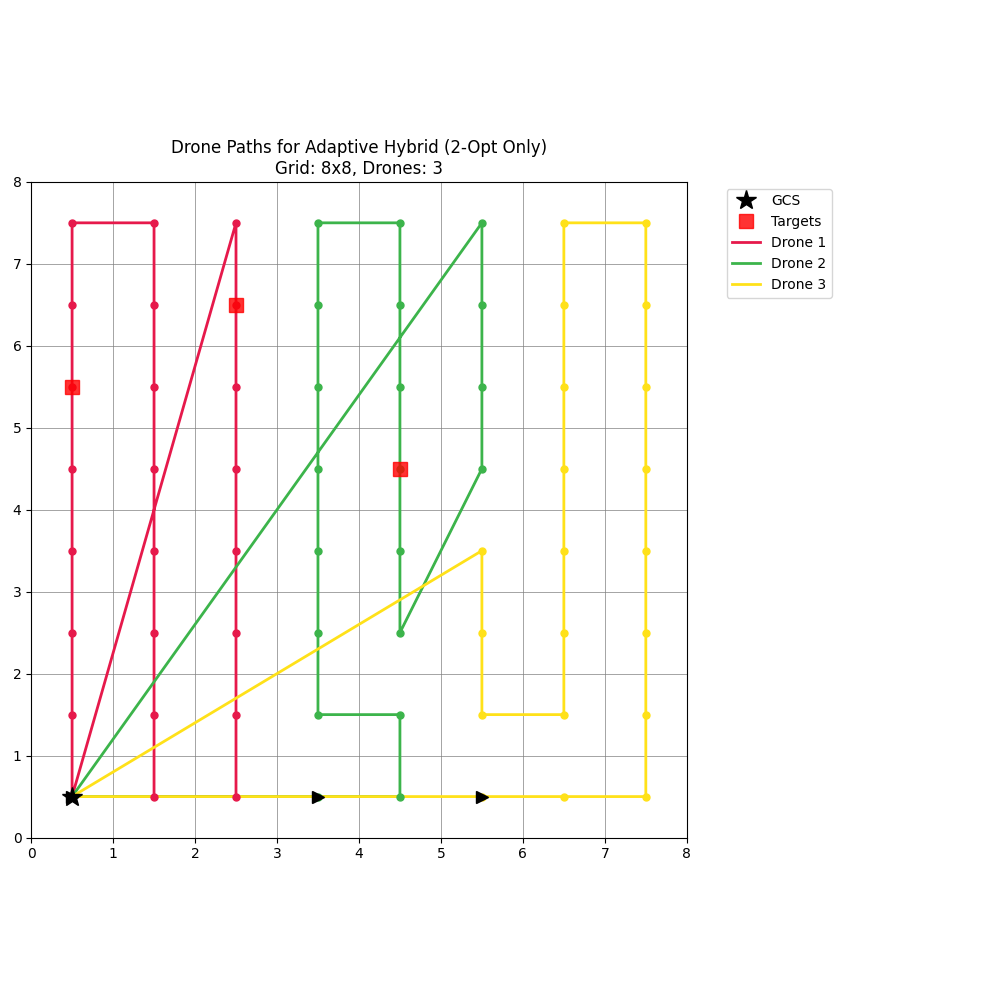 Drone Paths for Adaptive Hybrid (2-Opt Only)
Grid: 8x8, Drones: 3
8
7
6
5
4
3
2
1
0
0 1 2 3 4 5 6 7 8
GCS
Targets
Drone 1
Drone 2
Drone 3